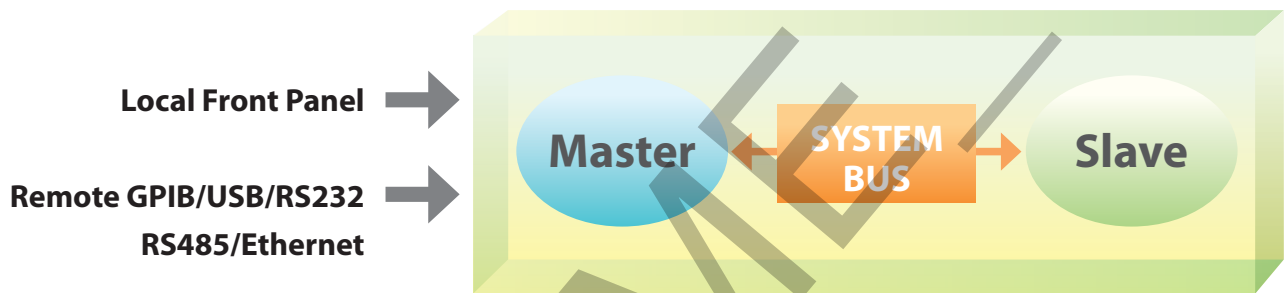 Local Front Panel
Remote GPIB/USB/RS232
RS485/Ethernet
Master
SYSTEM
BUS
Slave